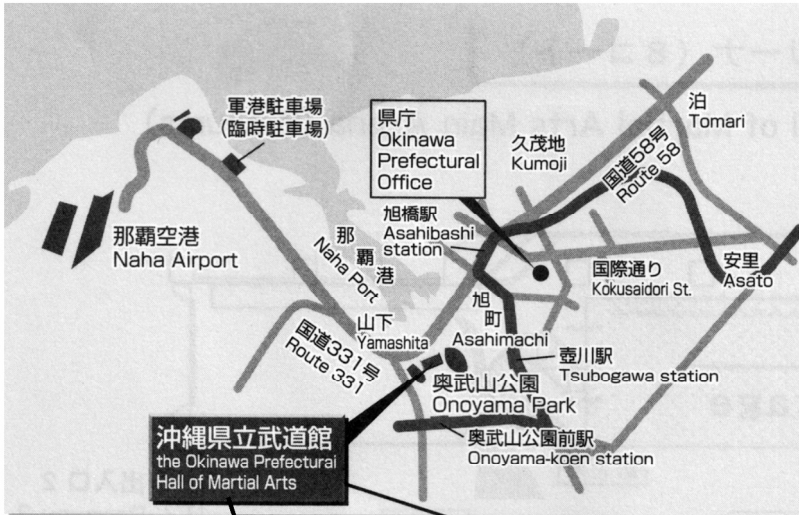 軍港駐車場
(臨時駐車場)
県庁
Okinawa
Prefectural
Office
久茂地
Kumoji
泊
Tomari
国道58号
Route 58
那覇空港
Naha Airport
那覇港
Naha Port
旭橋駅
Asahibashi
station
国際通り
Kokusaidori St.
安里
Asato
旭町
Asahimachi
山下
Yamashita
国道331号
Route 331
壺川駅
Tsubogawa station
奥武山公園
Onoyama Park
奥武山公園前駅
Onoyama-koen station
沖縄県立武道館
the Okinawa Prefectural
Hall of Martial Arts